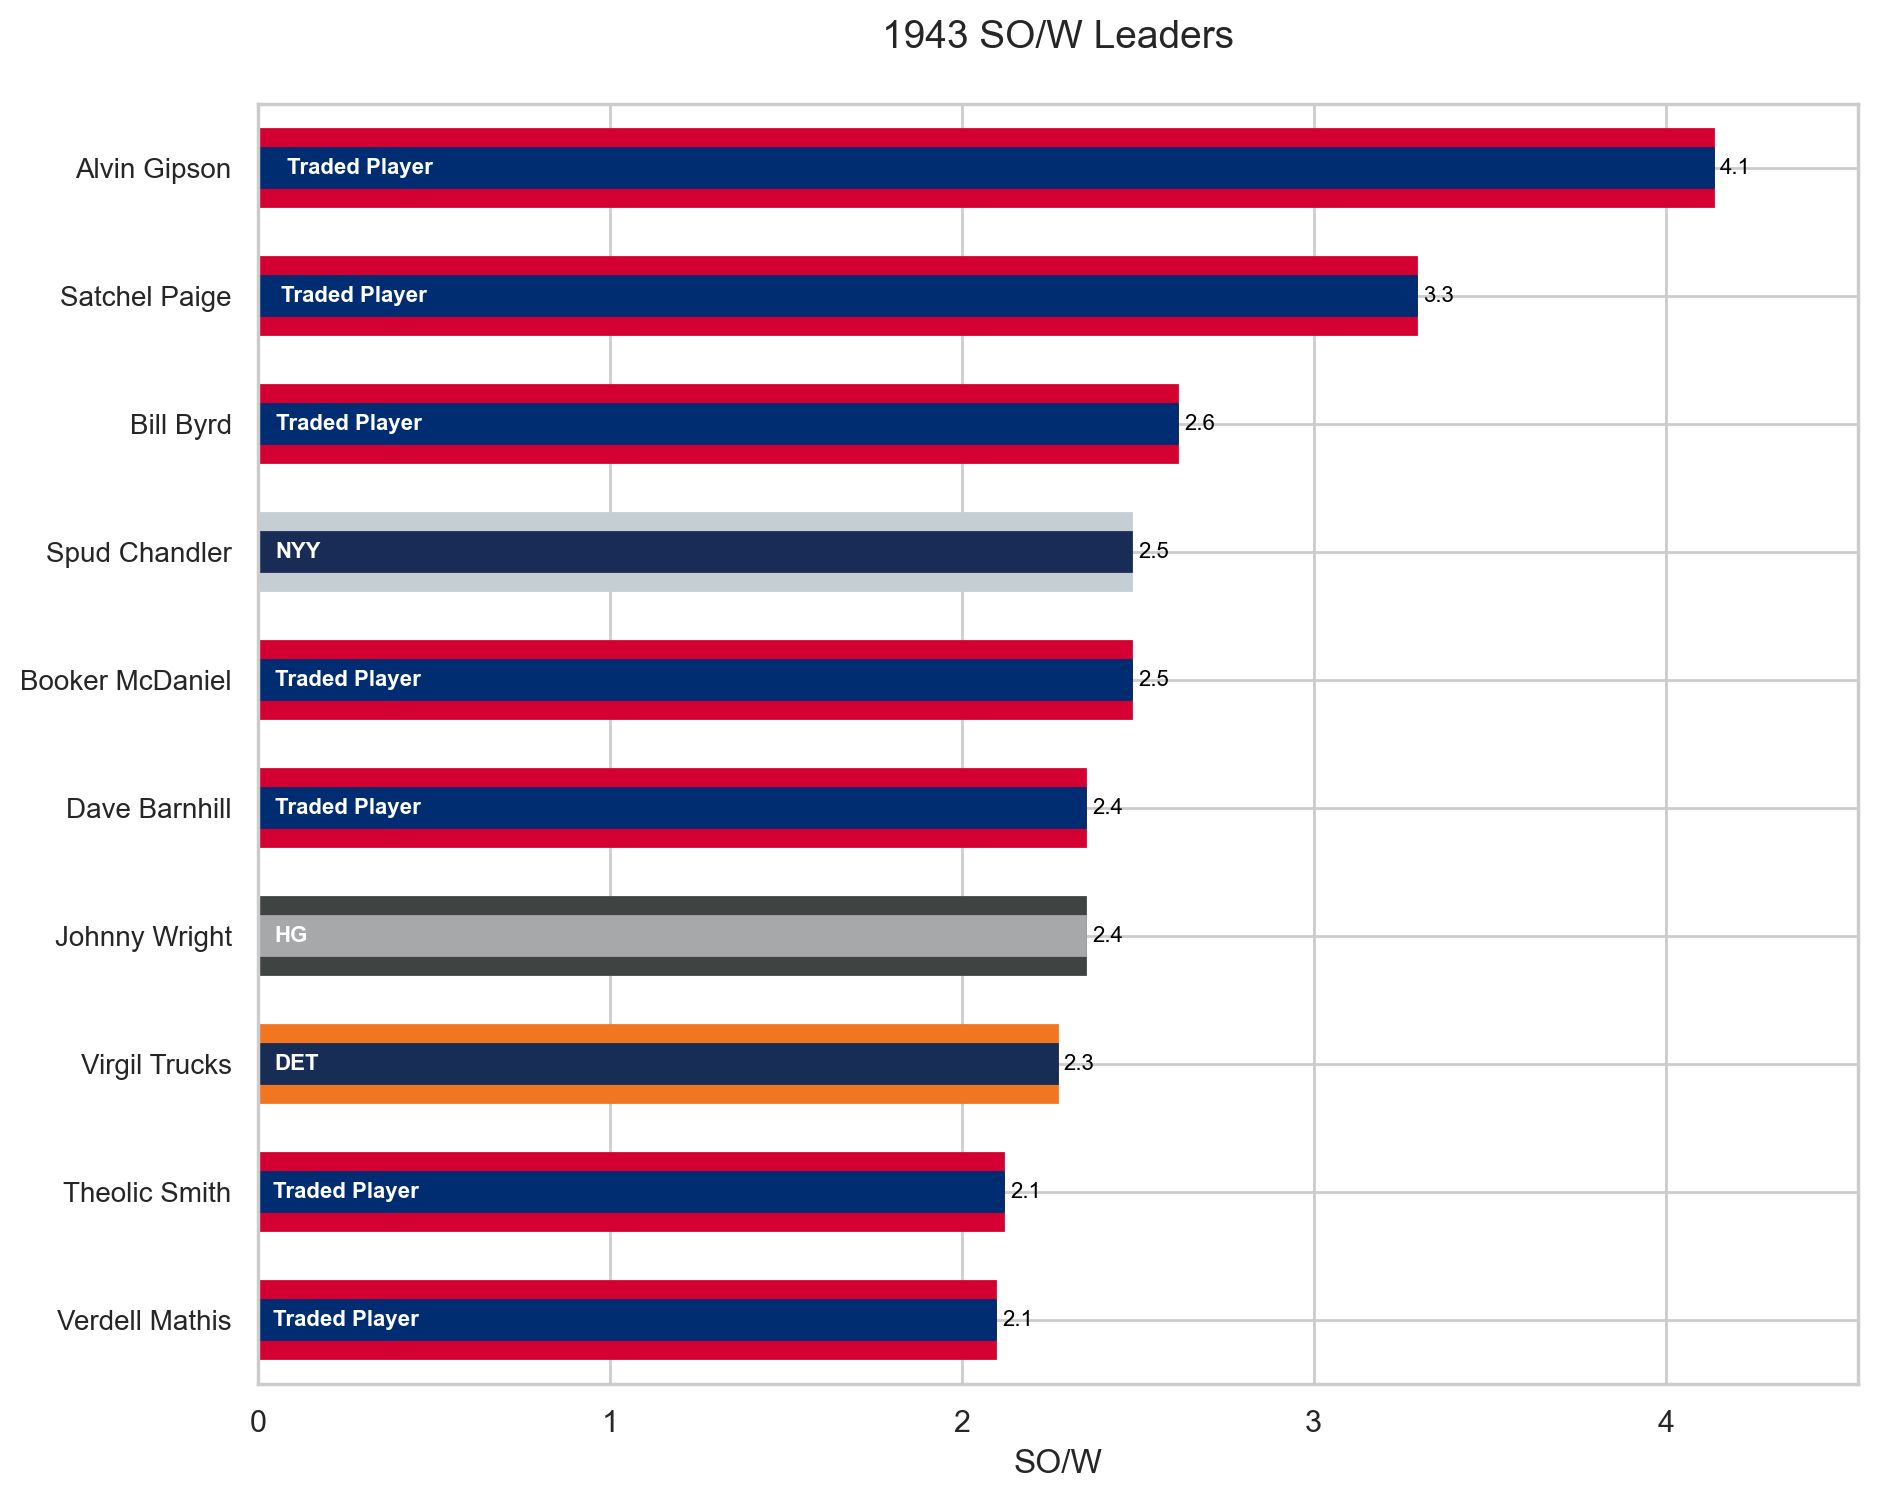 1943 SO/W Leaders
Alvin Gipson Traded Player 4.1
Satchel Paige Traded Player 3.3
Bill Byrd Traded Player 2.6
Spud Chandler NYY 2.5
Booker McDaniel Traded Player 2.5
Dave Barnhill Traded Player 2.4
Johnny Wright HG 2.4
Virgil Trucks DET 2.3
Theolic Smith Traded Player 2.1
Verdell Mathis Traded Player 2.1
0 1 2 3 4
SO/W